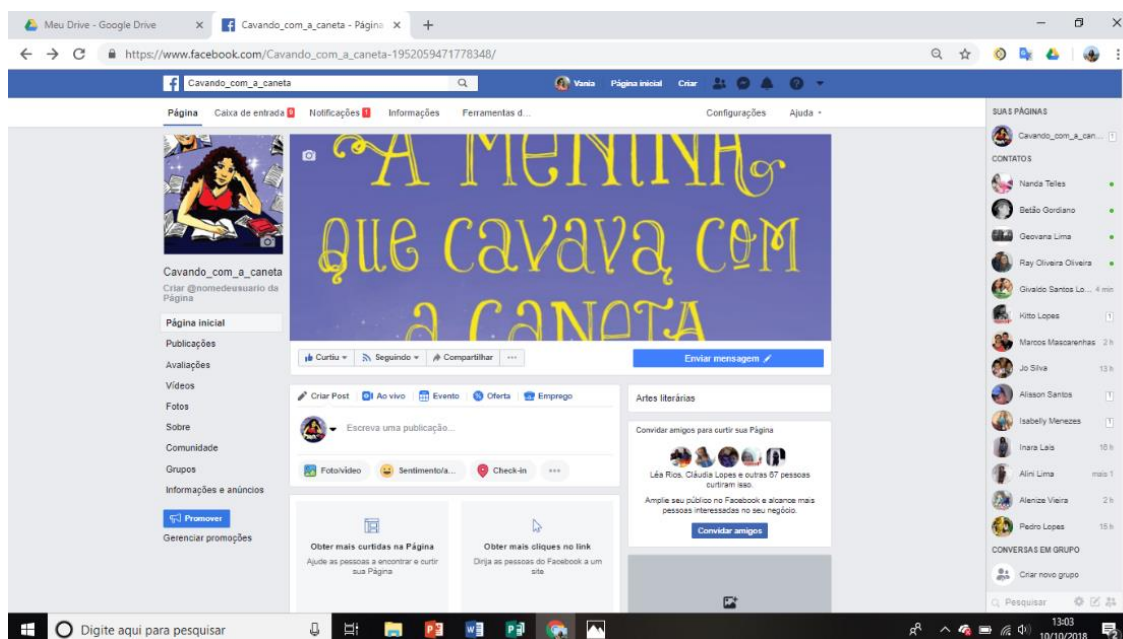 Meu Drive - Google Drive
Cavando_com_a_caneta - Página
https://www.facebook.com/Cavando_com_a_caneta-1952059471778348/
Cavando_com_a_caneta
Vania Página inicial Criar
Página Caixa de entrada 9 Notificações 1 Informações Ferramentas d... Configurações Ajuda
A MENINA
QUE CAVAVA COM
A CANETA
Cavando_com_a_caneta
Criar @nomedeusuario da
Página
Página inicial
Publicações
Avaliações
Vídeos
Fotos
Sobre
Comunidade
Grupos
Informações e anúncios
Promover
Gerenciar promoções
Curtiu Seguindo Compartilhar ...
Enviar mensagem
Criar Post Ao vivo Evento Oferta Emprego
Escreva uma publicação...
Foto/vídeo Sentimento/a... Check-in ...
Obter mais curtidas na Página
Ajude as pessoas a encontrar e curtir
sua Página
Obter mais cliques no link
Dirija as pessoas do Facebook a um
site
Artes literárias
Convidar amigos para curtir sua Página
Léa Rios, Cláudia Lopes e outras 67 pessoas
curtiram isso.
Amplie seu público no Facebook e alcance mais
pessoas interessadas no seu negócio.
Convidar amigos
SUAS PÁGINAS
Cavando_com_a_can... 1
CONTATOS
Nanda Telles
Betão Gordiano
Geovana Lima
Ray Oliveira Oliveira
Givaldo Santos Lo... 4 min
Kitto Lopes 1
Marcos Mascarenhas 2 h
Jo Silva 13 h
Alisson Santos 1
Isabelly Menezes 1
Inara Lais 16 h
Alini Lima
Alenize Vieira 2 h
Pedro Lopes 15 h
CONVERSAS EM GRUPO
Criar novo grupo
Pesquisar
Digite aqui para pesquisar
13:03
10/10/2018